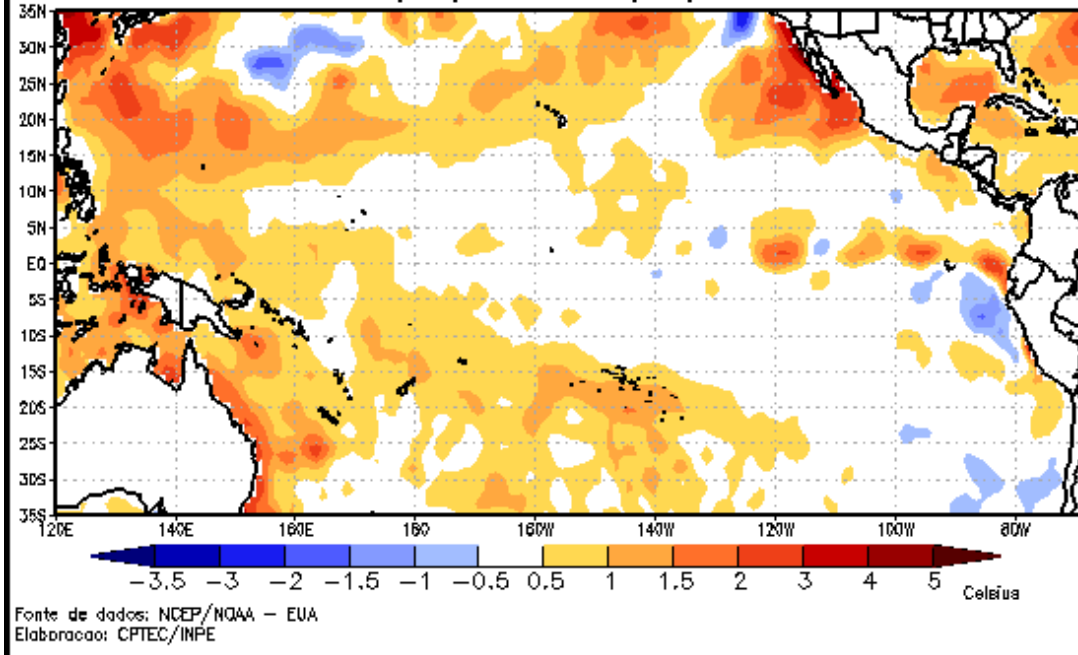 35N
30N
25N
20N
15N
10N
5N
EQ
5S
10S
15S
20S
25S
30S
35S
120E 140E 160E 180 160W 140W 120W 100W 80W
-3.5 -3 -2 -1.5 -1 -0.5 0.5 1 1.5 2 3 4 5
Celsius
Fonte de dados: NCEP/NOAA - EUA
Elaboracao: CPTEC/INPE